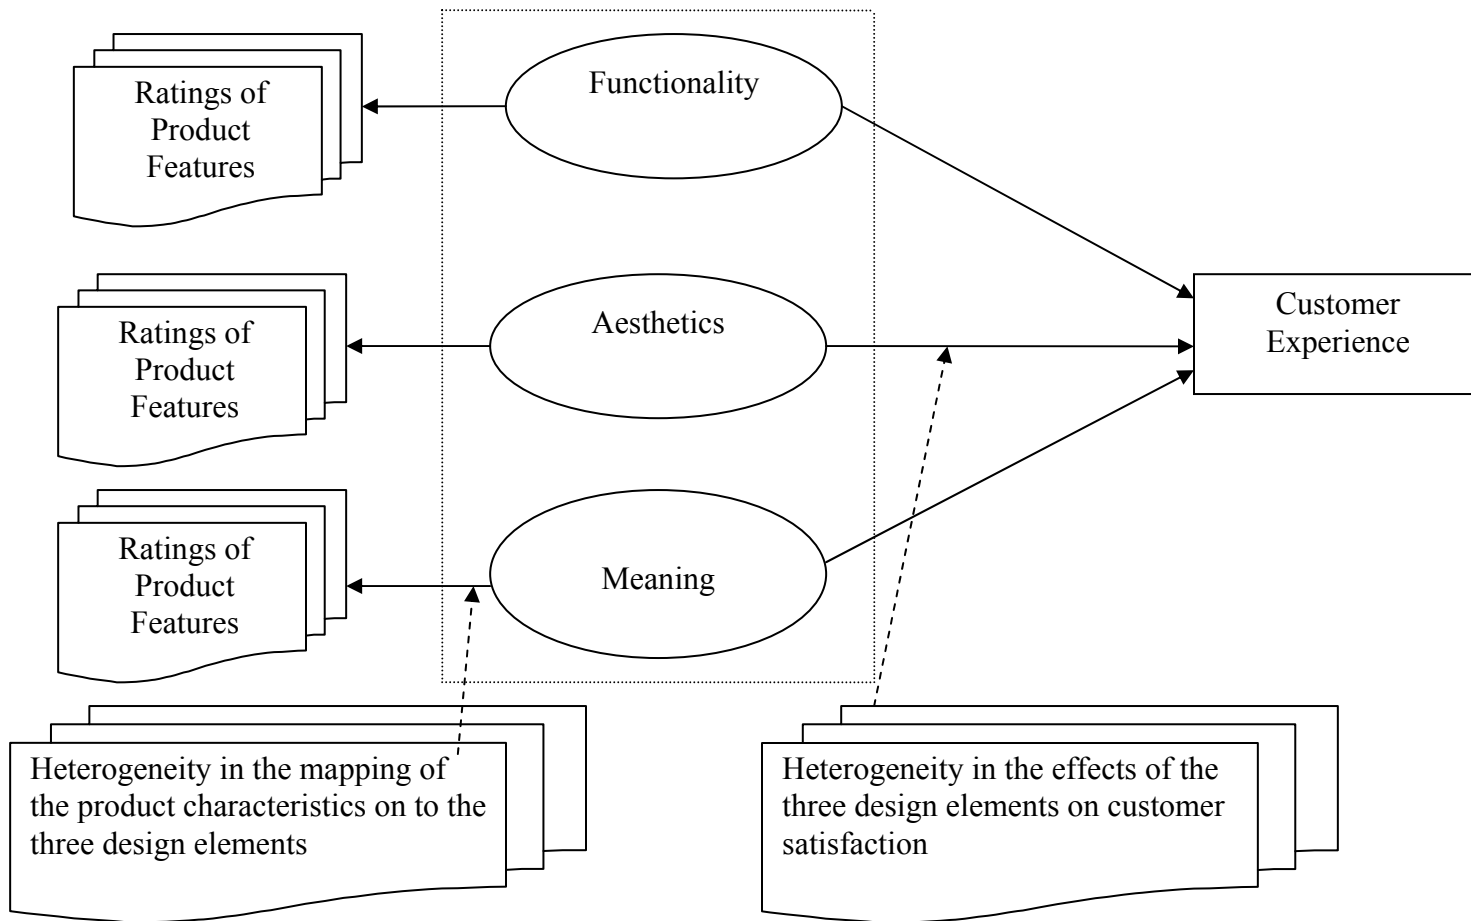 Ratings of
Product
Features
Functionality
Ratings of
Product
Features
Aesthetics
Customer
Experience
Ratings of
Product
Features
Meaning
Heterogeneity in the mapping of
the product characteristics on to the
three design elements
Heterogeneity in the effects of the
three design elements on customer
satisfaction